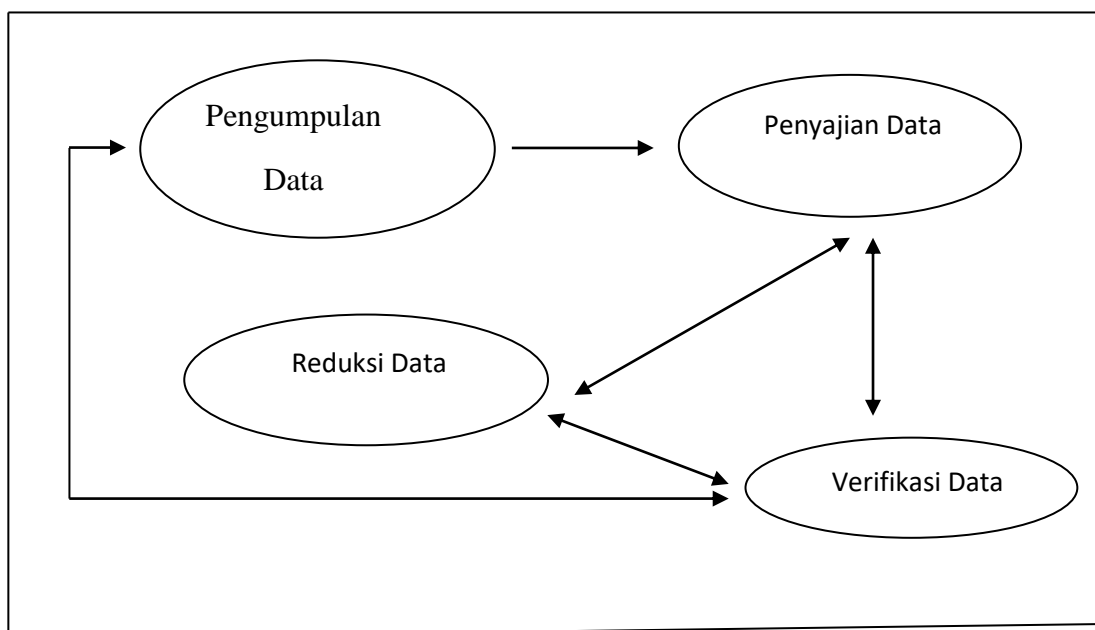 Pengumpulan
Data
Penyajian Data
Reduksi Data
Verifikasi Data